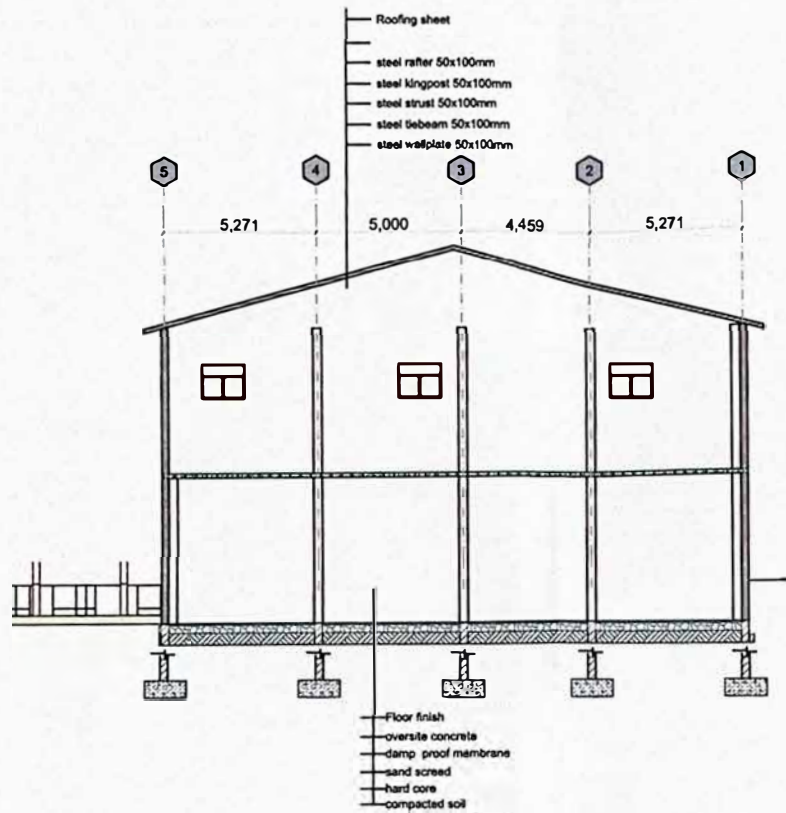 Roofing sheet
steel rafter 50x100mm
steel kingpost 50x100mm
steel strust 50x100mm
steel tiebeam 50x100mm
steel wallplate 50x100mm
5 4 3 2 1
5,271 5,000 4,459 5,271
Floor finish
oversite concrete
damp proof membrane
sand screed
hard core
compacted soil